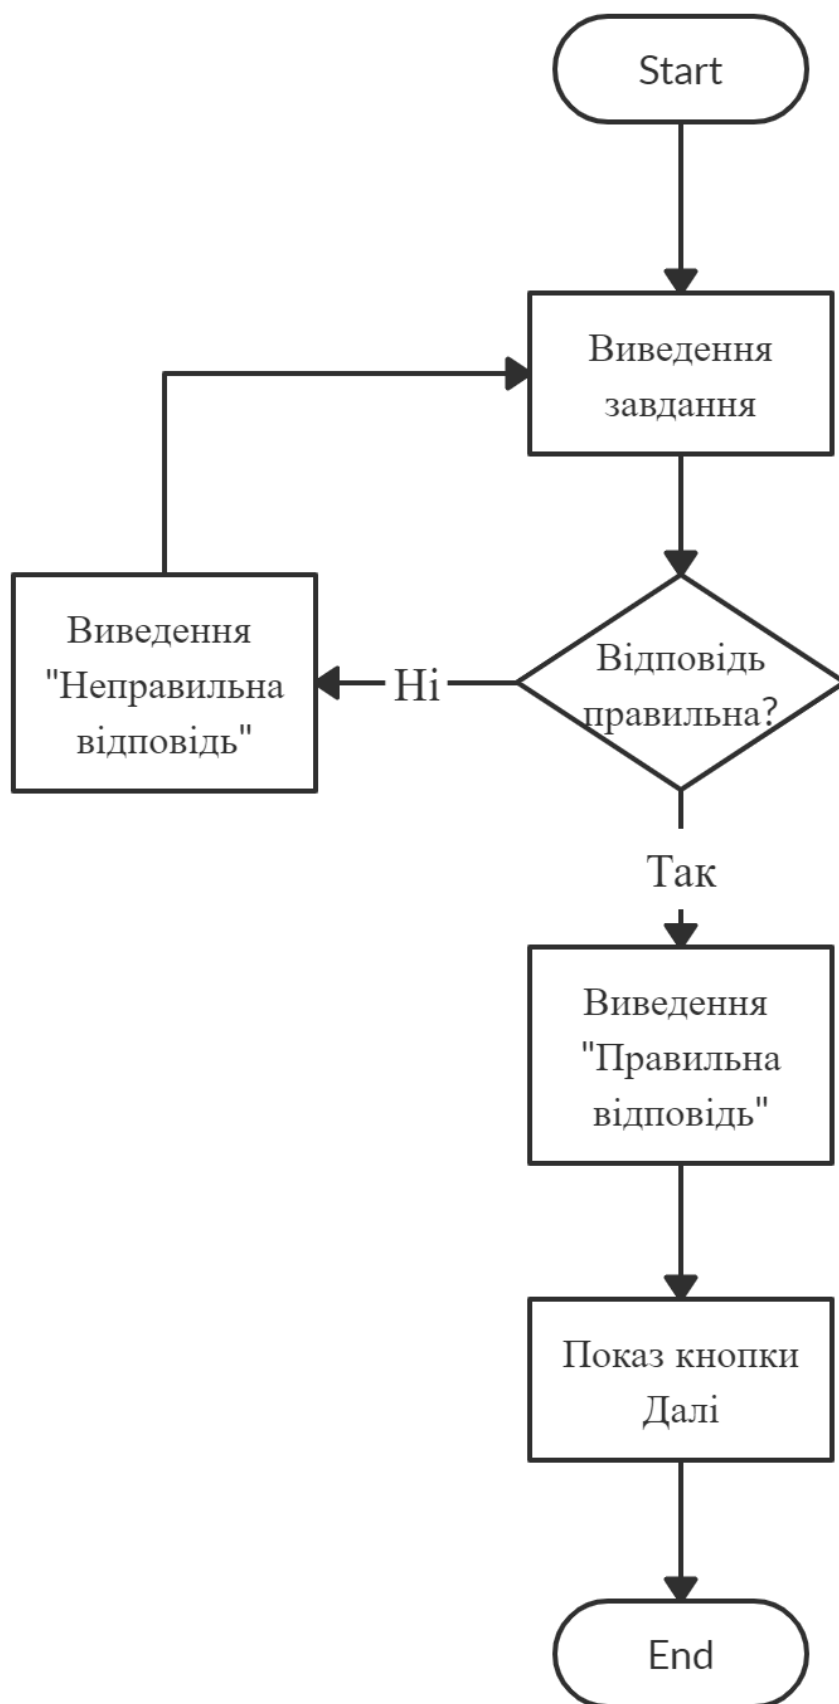 Start
Виведення
завдання
Відповідь
правильна?
Ні
Виведення
"Неправильна
відповідь"
Так
Виведення
"Правильна
відповідь"
Показ кнопки
Далі
End